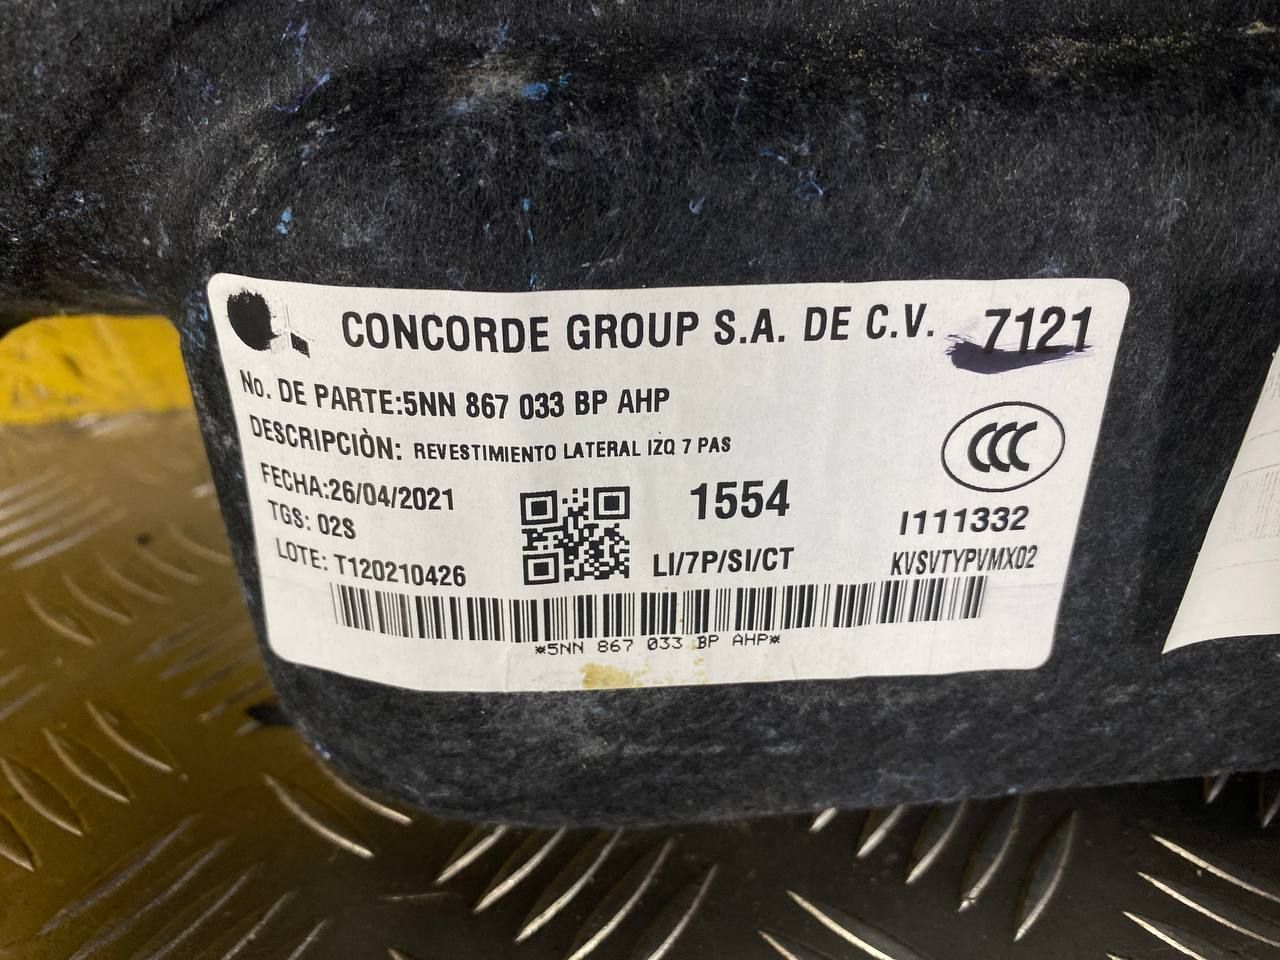 CONCORDE GROUP S.A. DE C.V. 7121
No. DE PARTE:5NN 867 033 BP AHP
DESCRIPCIÒN: REVESTIMIENTO LATERAL IZQ 7 PAS
FECHA:26/04/2021
TGS: 02S
LOTE: T120210426
1554
LI/7P/SI/CT
CCC
I111332
KVSVTYPVMX02
*5NN 867 033 BP AHP*